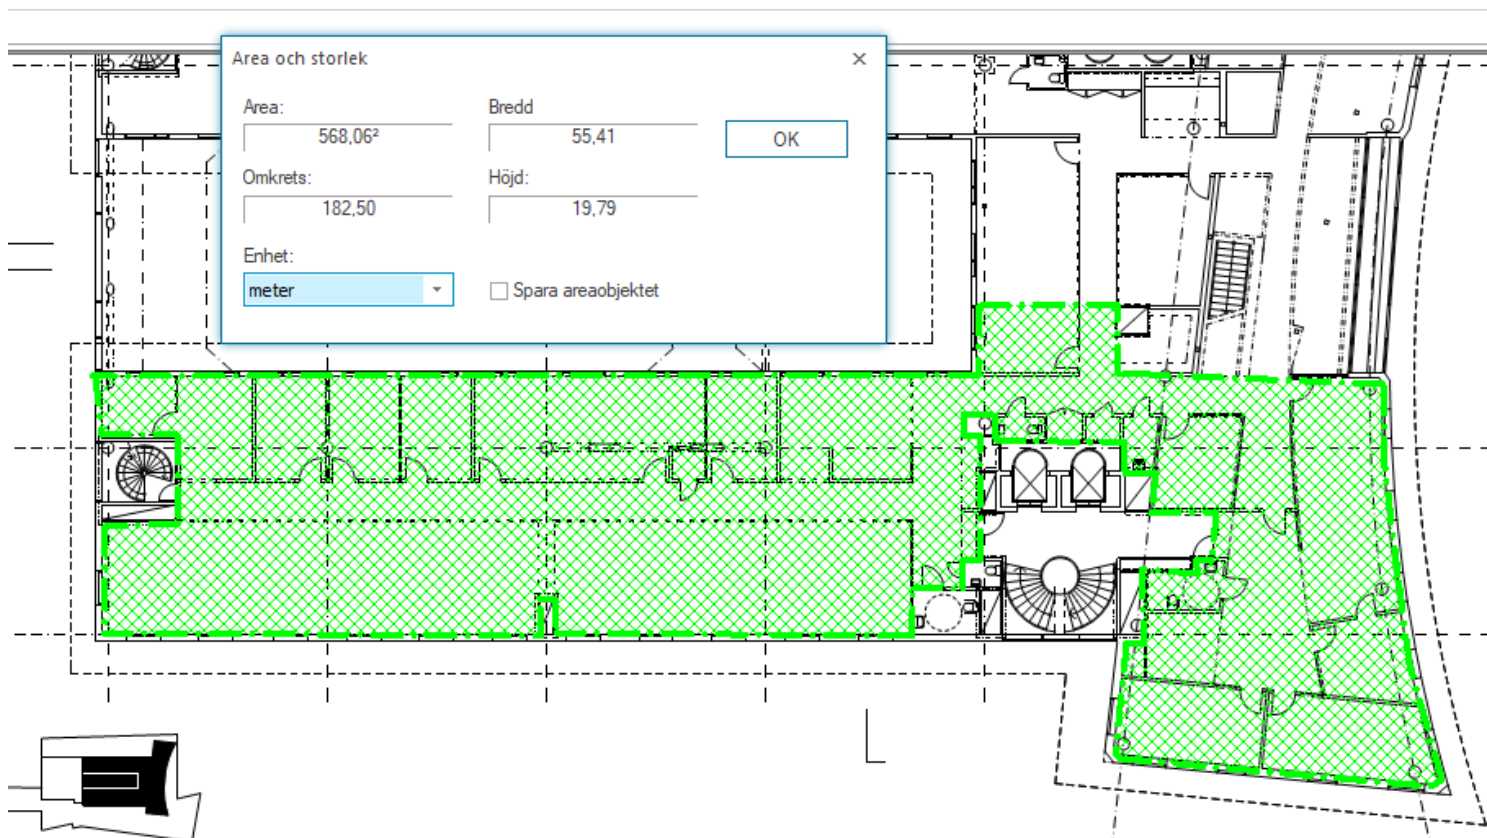 Area och storlek
Area:
568,06²
Bredd
55,41
OK
Omkrets:
182,50
Höjd:
19,79
Enhet:
meter
Spara areaobjektet